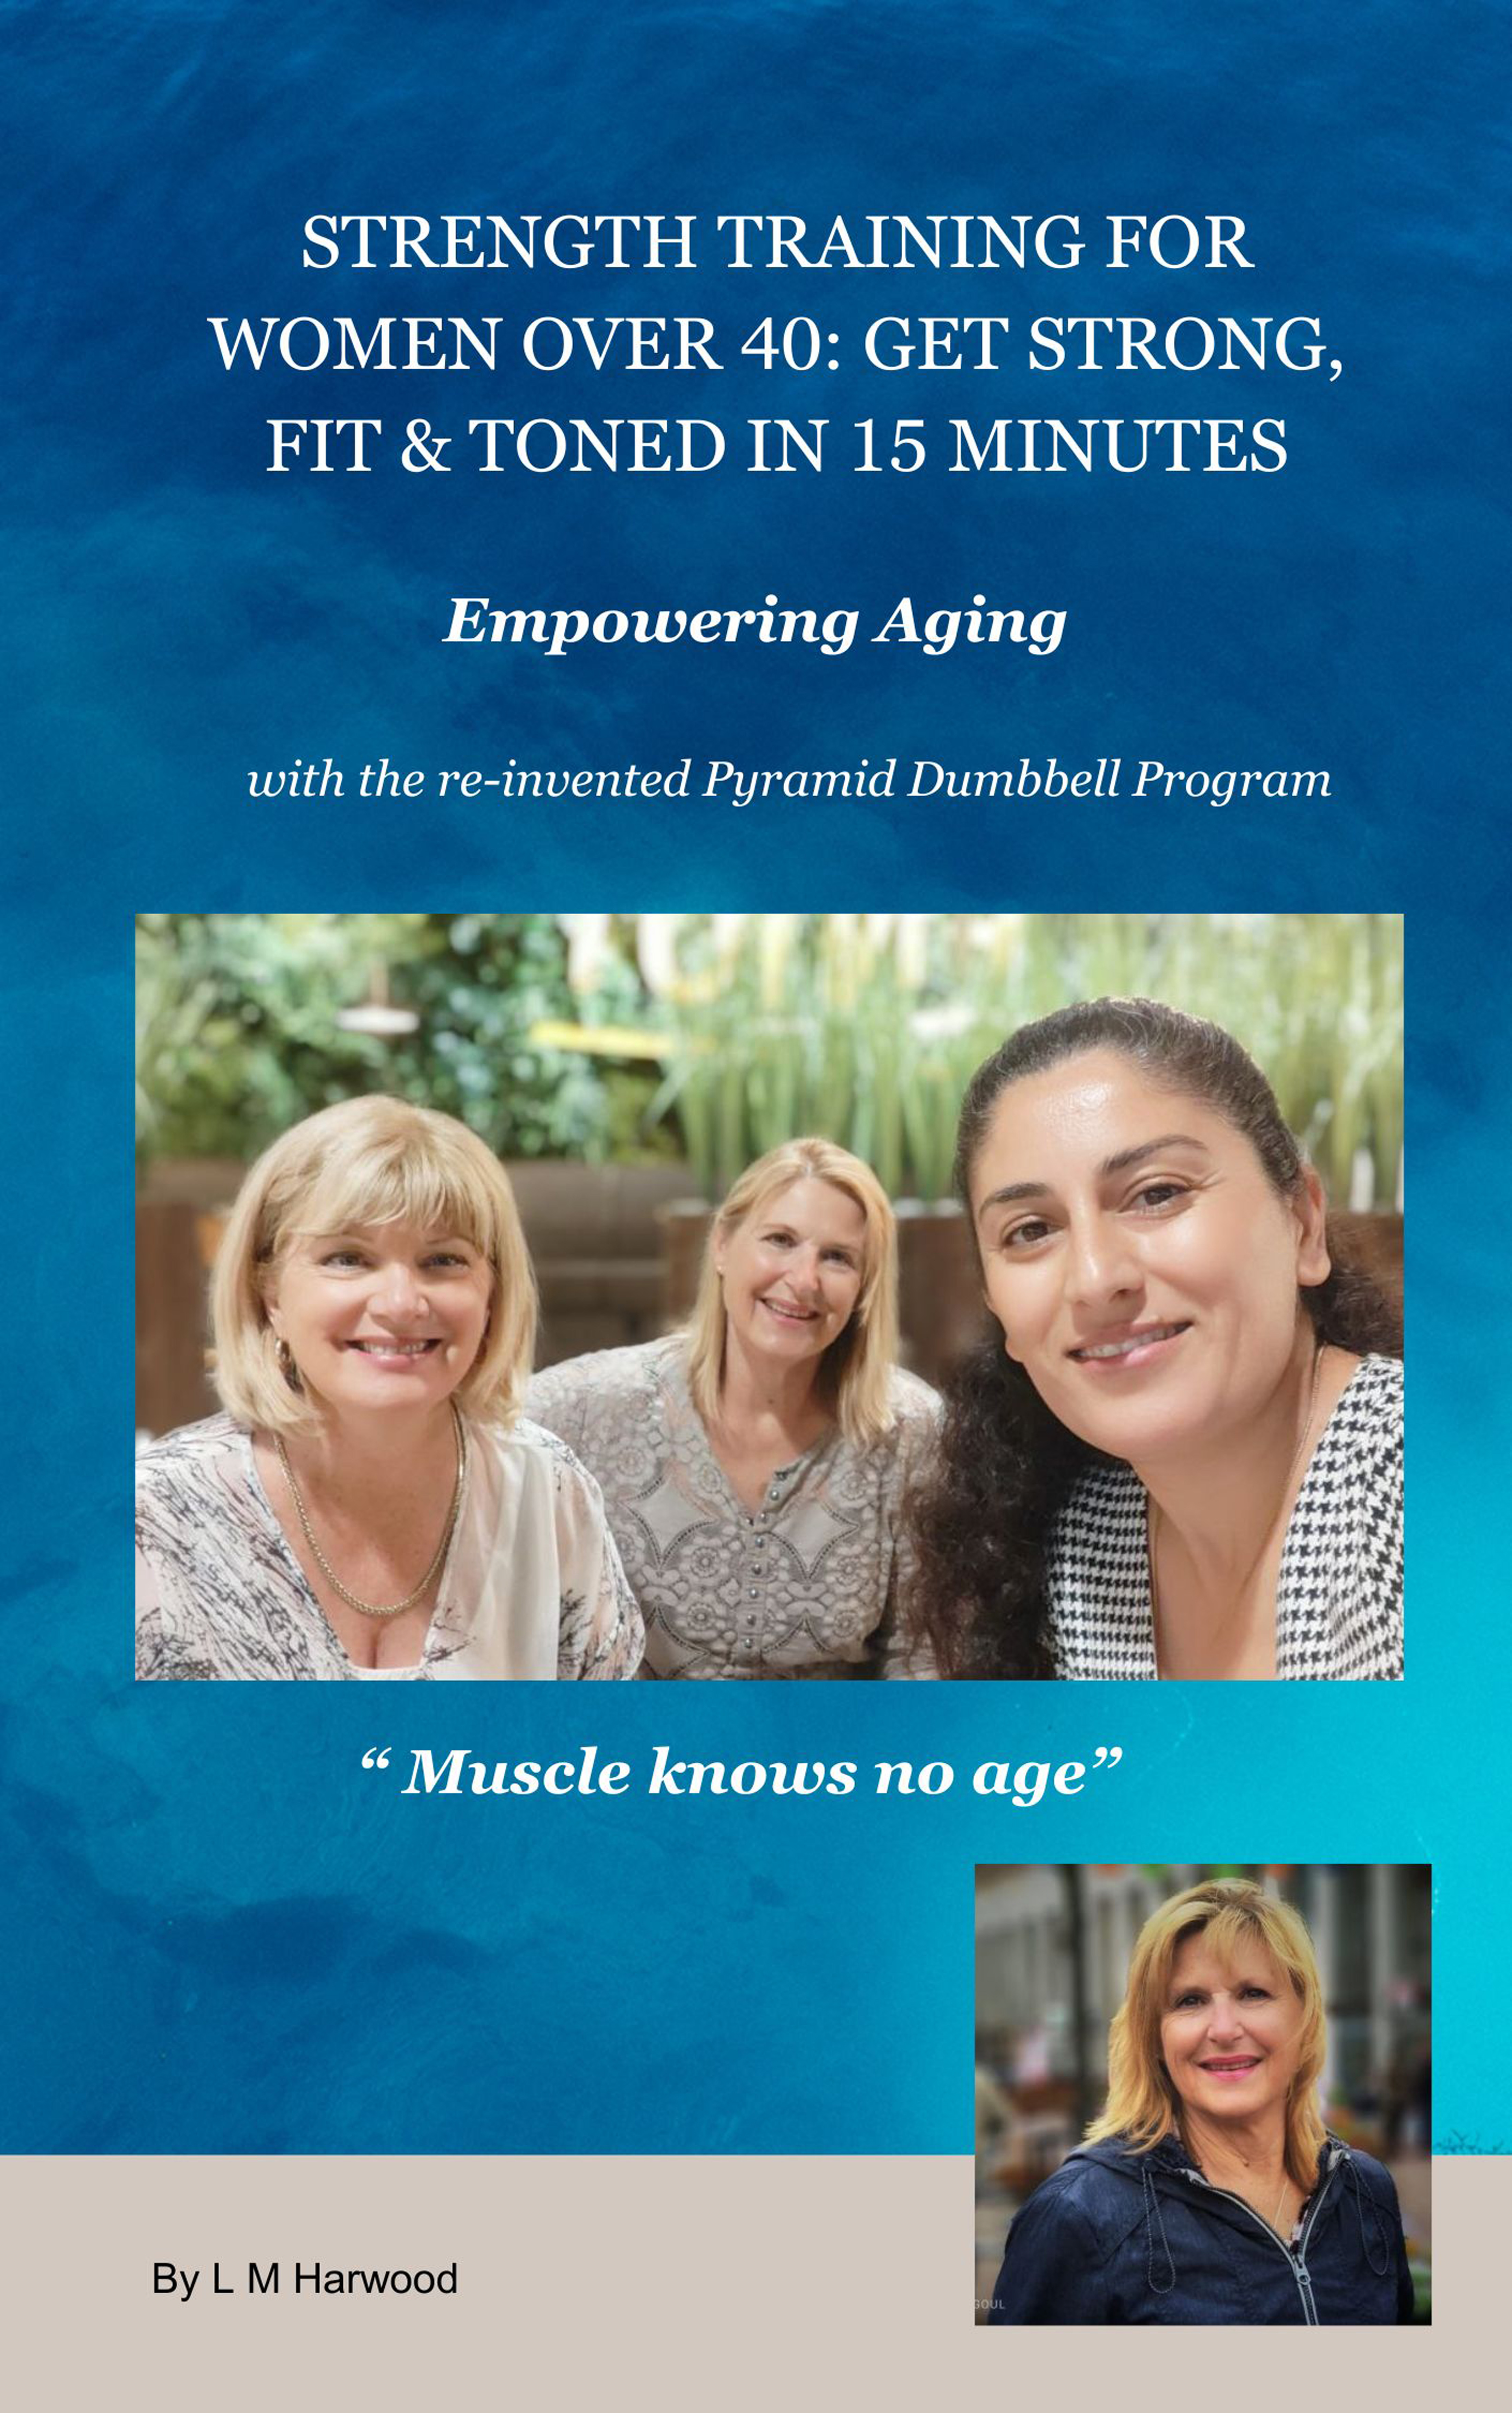 STRENGTH TRAINING FOR
WOMEN OVER 40: GET STRONG,
FIT & TONED IN 15 MINUTES
Empowering Aging
with the re-invented Pyramid Dumbbell Program
“ Muscle knows no age”
By L M Harwood